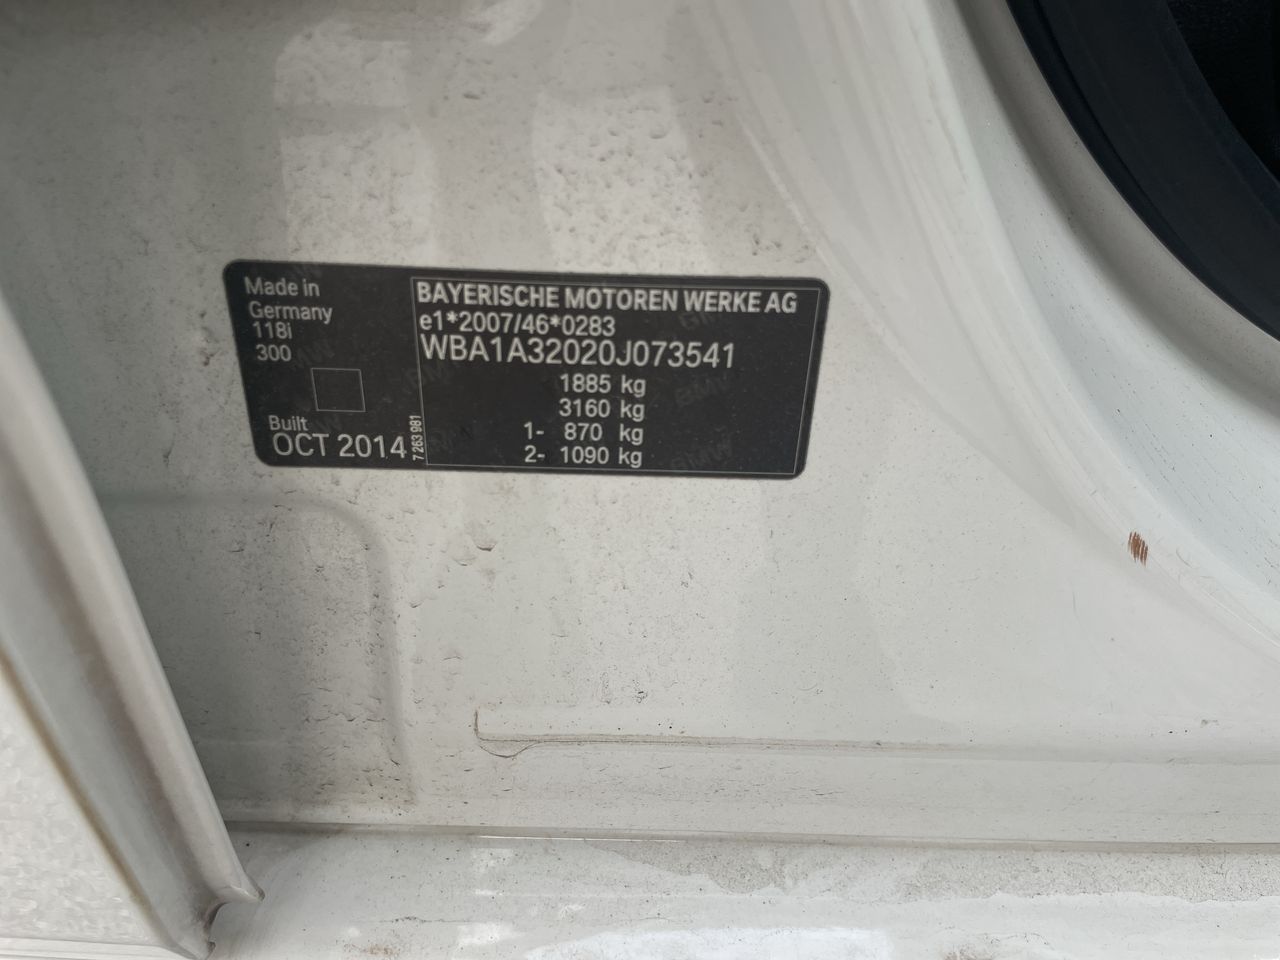 Made in
Germany
118i
300
Built
OCT 2014
7 263 981
BAYERISCHE MOTOREN WERKE AG
e1*2007/46*0283
WBA1A32020J073541
1885 kg
3160 kg
1- 870 kg
2- 1090 kg